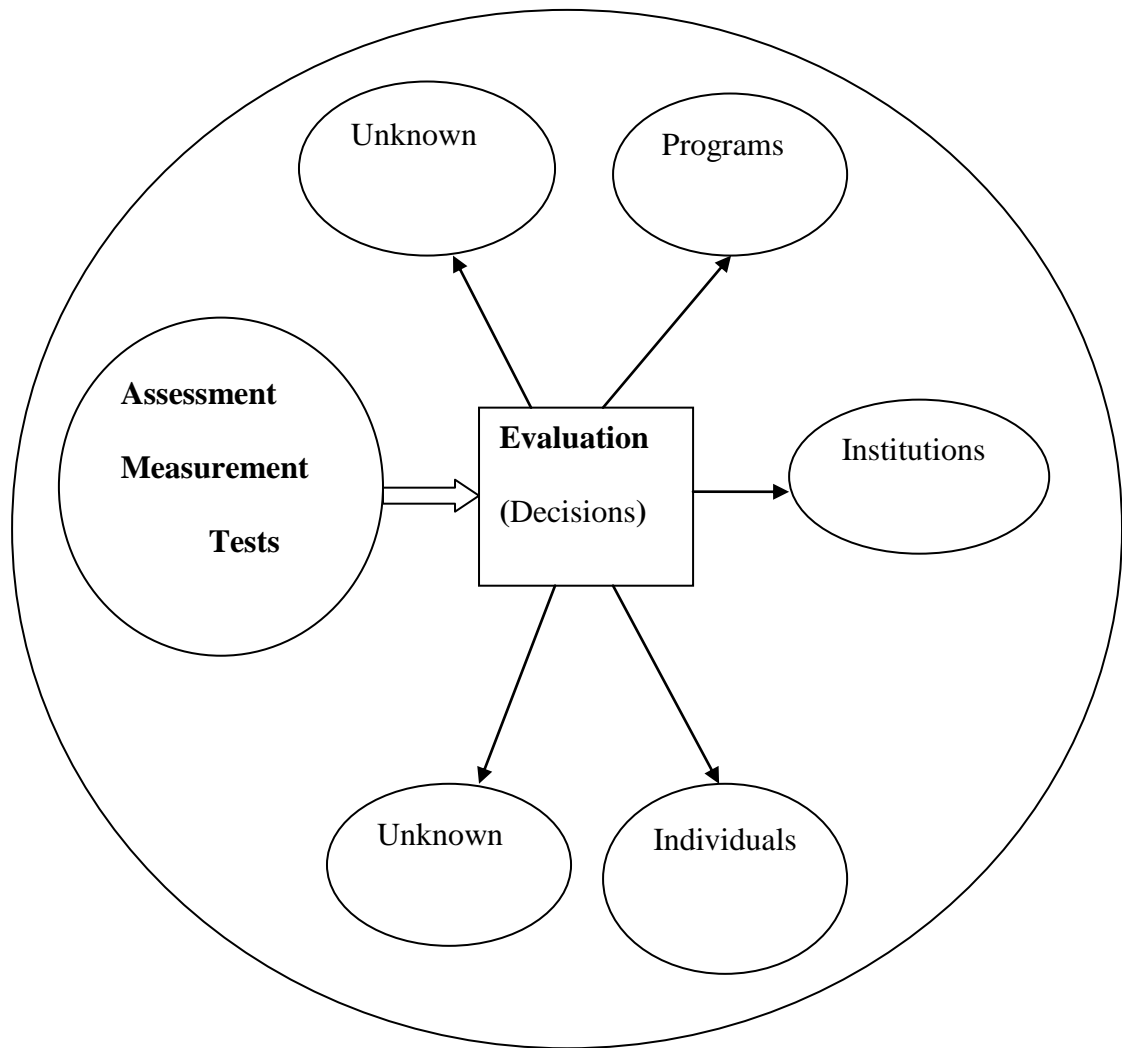 Unknown
Programs
Assessment
Measurement
Tests
Evaluation
(Decisions)
Institutions
Unknown
Individuals